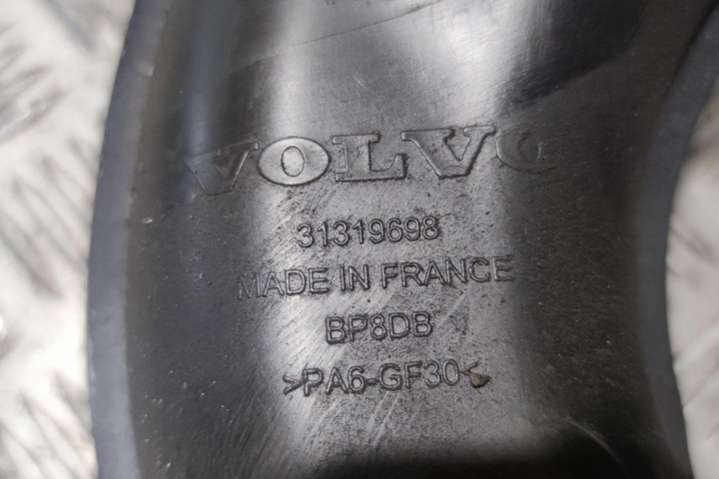 VOLVO
31319698
MADE IN FRANCE
BP8DB
>PA6-GF30<